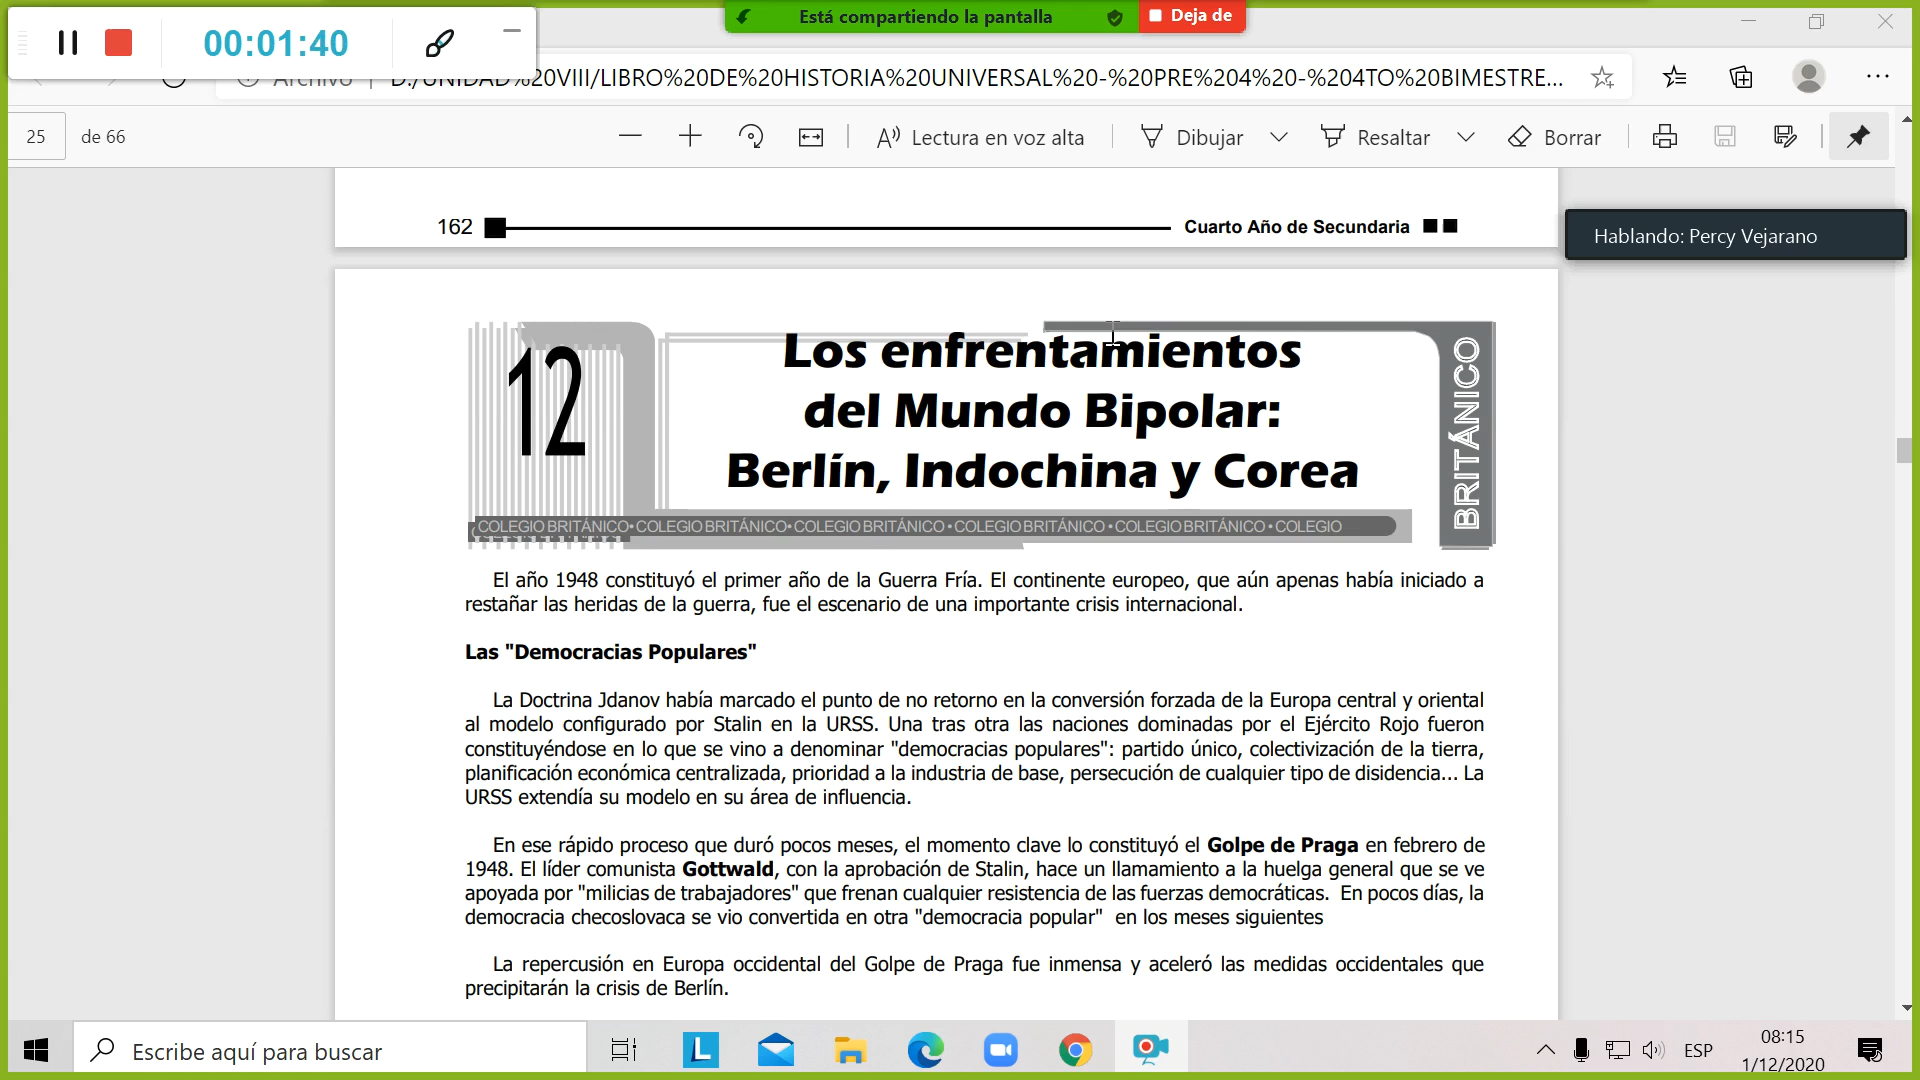 Está compartiendo la pantalla
Deja de
00:01:40
Archivo
D:/UNIDAD%20VIII/LIBRO%20DE%20HISTORIA%20UNIVERSAL%20-%20PRE%204%20-%204TO%20BIMESTRE...
25 de 66
Lectura en voz alta
Dibujar
Resaltar
Borrar
162
Cuarto Año de Secundaria
Hablando: Percy Vejarano
12
Los enfrentamientos
del Mundo Bipolar:
Berlín, Indochina y Corea
BRITÁNICO
COLEGIO BRITÁNICO• COLEGIO BRITÁNICO• COLEGIO BRITÁNICO • COLEGIO BRITÁNICO • COLEGIO BRITÁNICO • COLEGIO
El año 1948 constituyó el primer año de la Guerra Fría. El continente europeo, que aún apenas había iniciado a
restañar las heridas de la guerra, fue el escenario de una importante crisis internacional.
Las "Democracias Populares"
La Doctrina Jdanov había marcado el punto de no retorno en la conversión forzada de la Europa central y oriental
al modelo configurado por Stalin en la URSS. Una tras otra las naciones dominadas por el Ejército Rojo fueron
constituyéndose en lo que se vino a denominar "democracias populares": partido único, colectivización de la tierra,
planificación económica centralizada, prioridad a la industria de base, persecución de cualquier tipo de disidencia... La
URSS extendía su modelo en su área de influencia.
En ese rápido proceso que duró pocos meses, el momento clave lo constituyó el Golpe de Praga en febrero de
1948. El líder comunista Gottwald, con la aprobación de Stalin, hace un llamamiento a la huelga general que se ve
apoyada por "milicias de trabajadores" que frenan cualquier resistencia de las fuerzas democráticas. En pocos días, la
democracia checoslovaca se vio convertida en otra "democracia popular" en los meses siguientes
La repercusión en Europa occidental del Golpe de Praga fue inmensa y aceleró las medidas occidentales que
precipitarán la crisis de Berlín.
Escribe aquí para buscar
L
ESP
08:15
1/12/2020